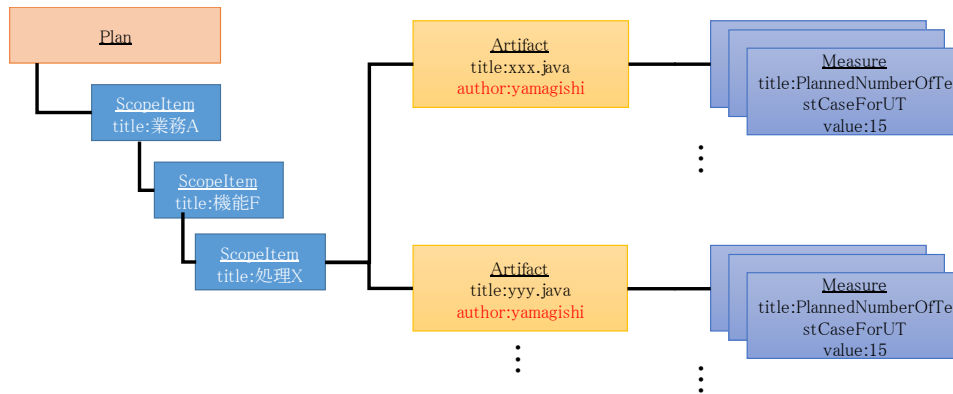 Plan
ScopeItem
title:業務A
ScopeItem
title:機能F
ScopeItem
title:処理X
Artifact
title:xxx.java
author:yamagishi
Measure
title:PlannedNumberOfTe
stCaseForUT
value:15
Artifact
title:yyy.java
author:yamagishi
Measure
title:PlannedNumberOfTe
stCaseForUT
value:15